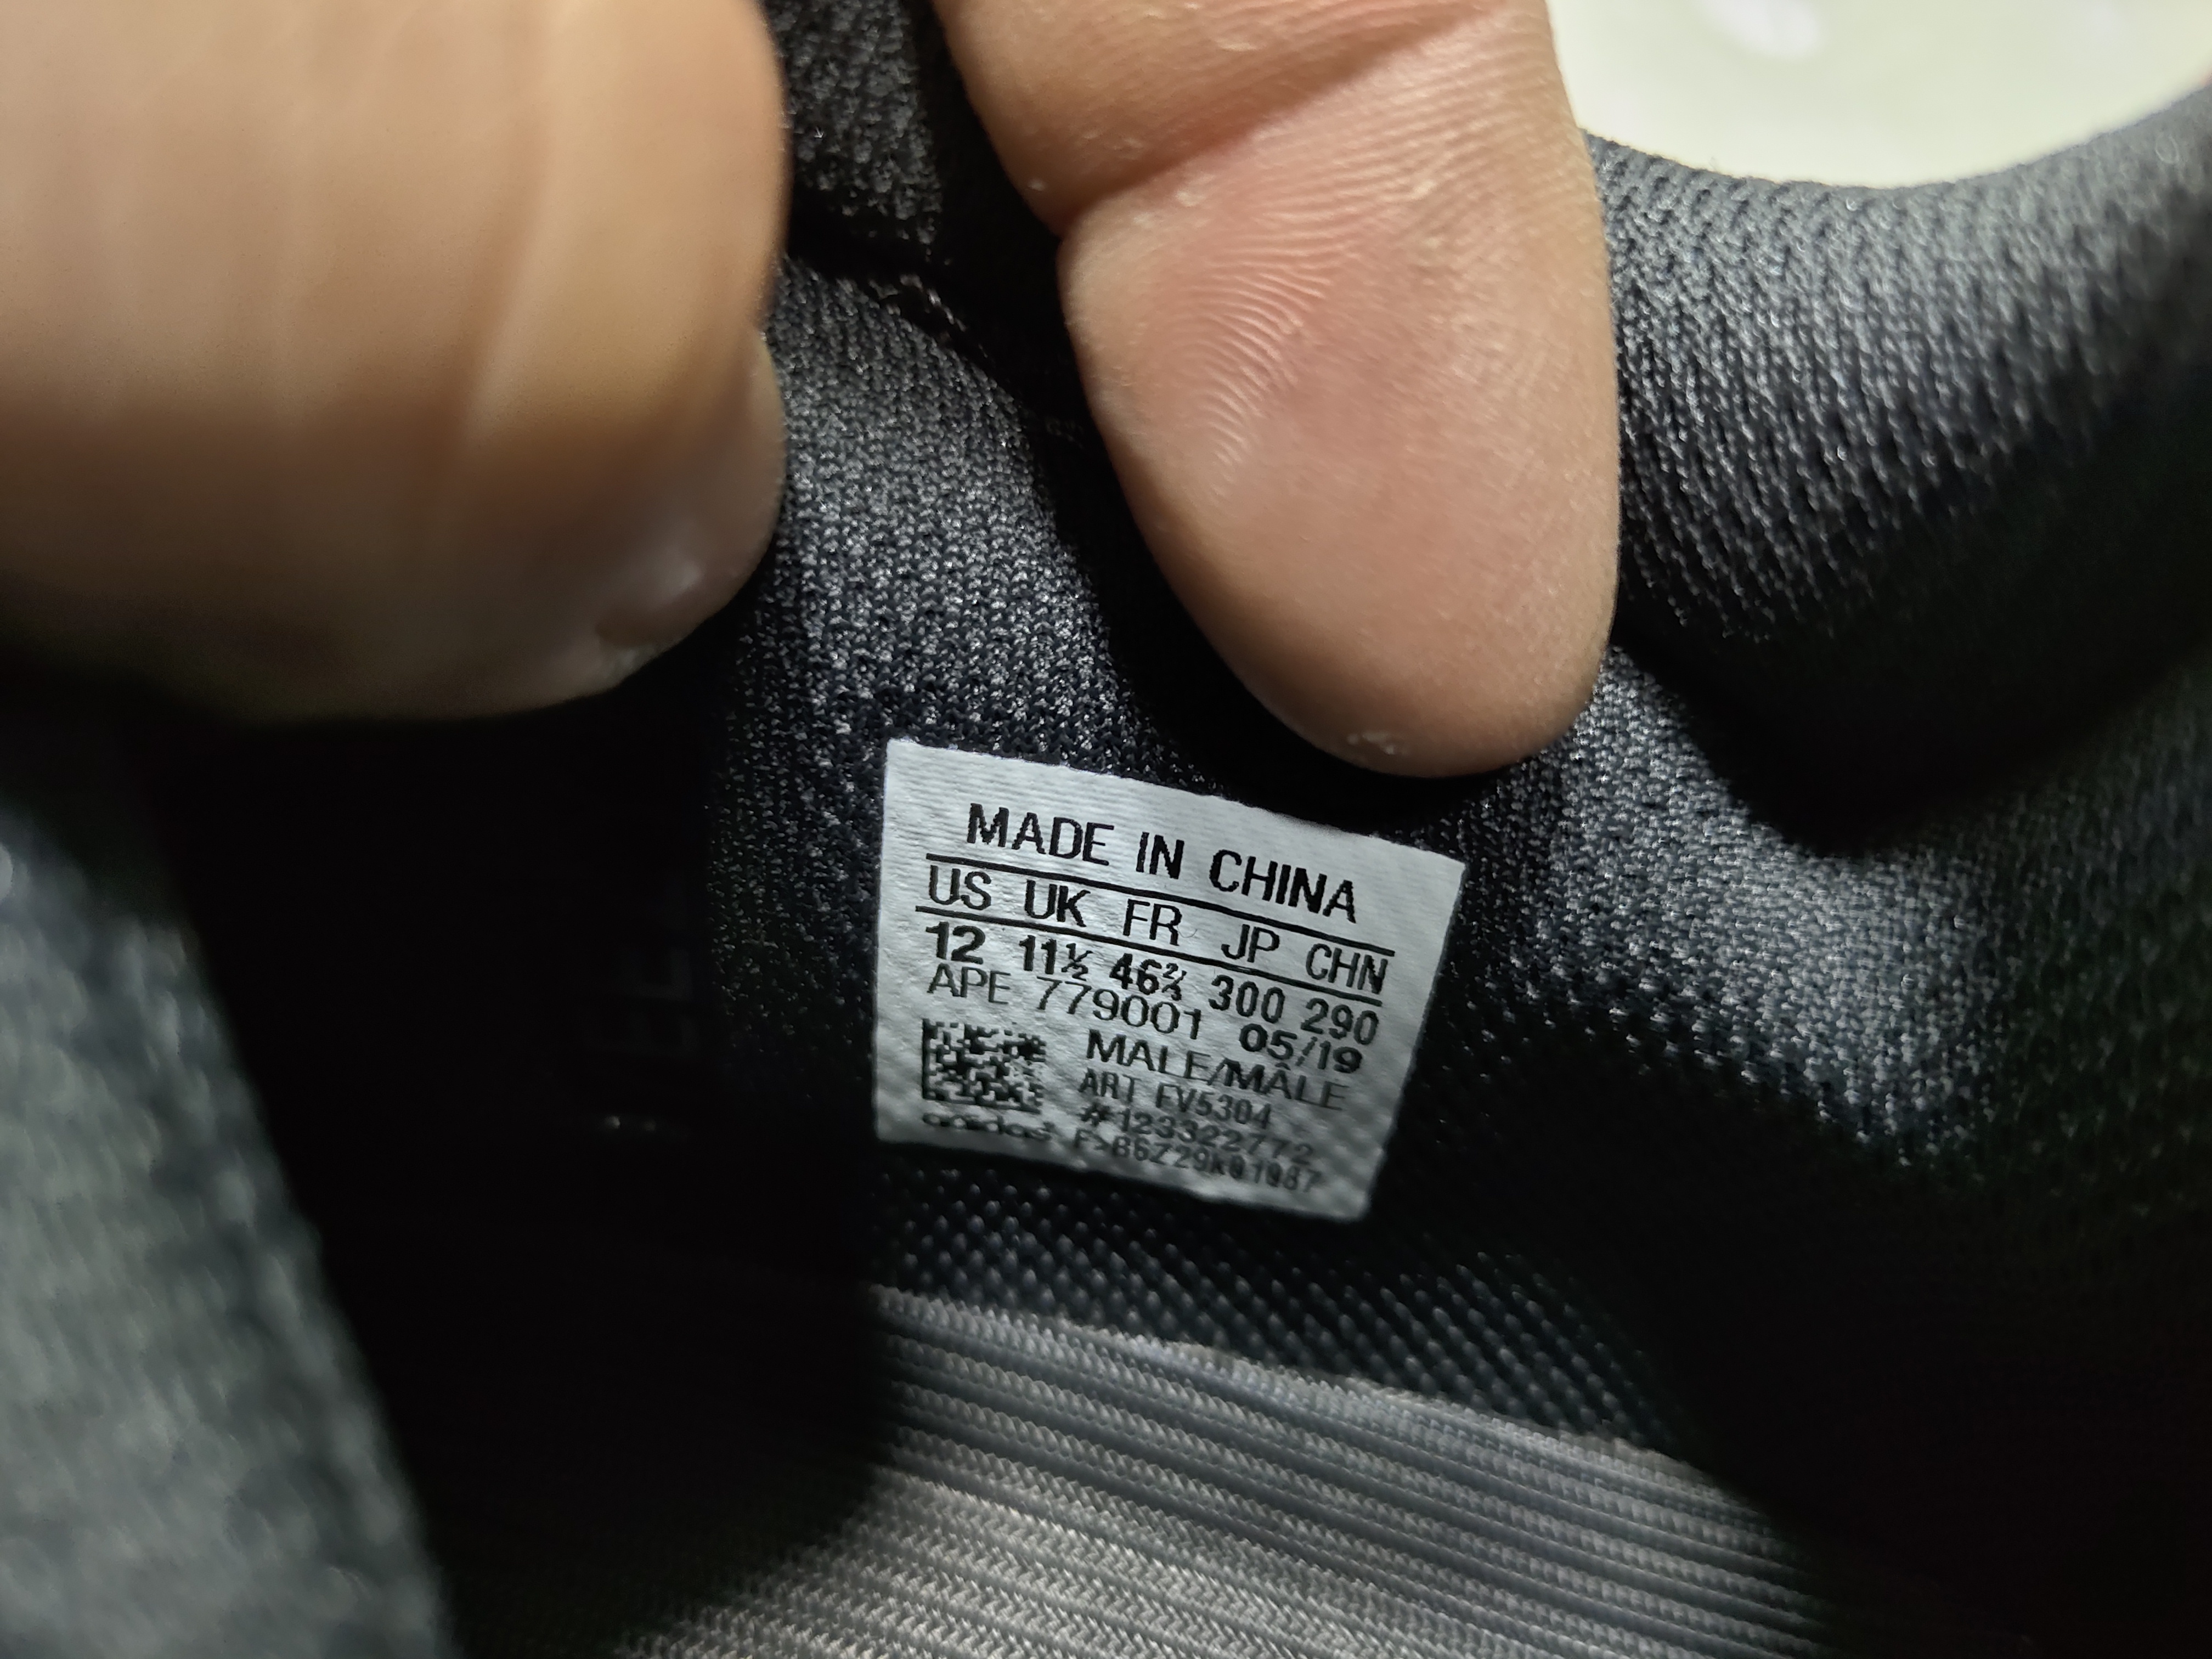 MADE IN CHINA
US UK FR JP CHN
12 11½ 46⅔ 300 290
APE 779001 05/19
MALE/MÂLE
ART FV5304
#123322772
adidas